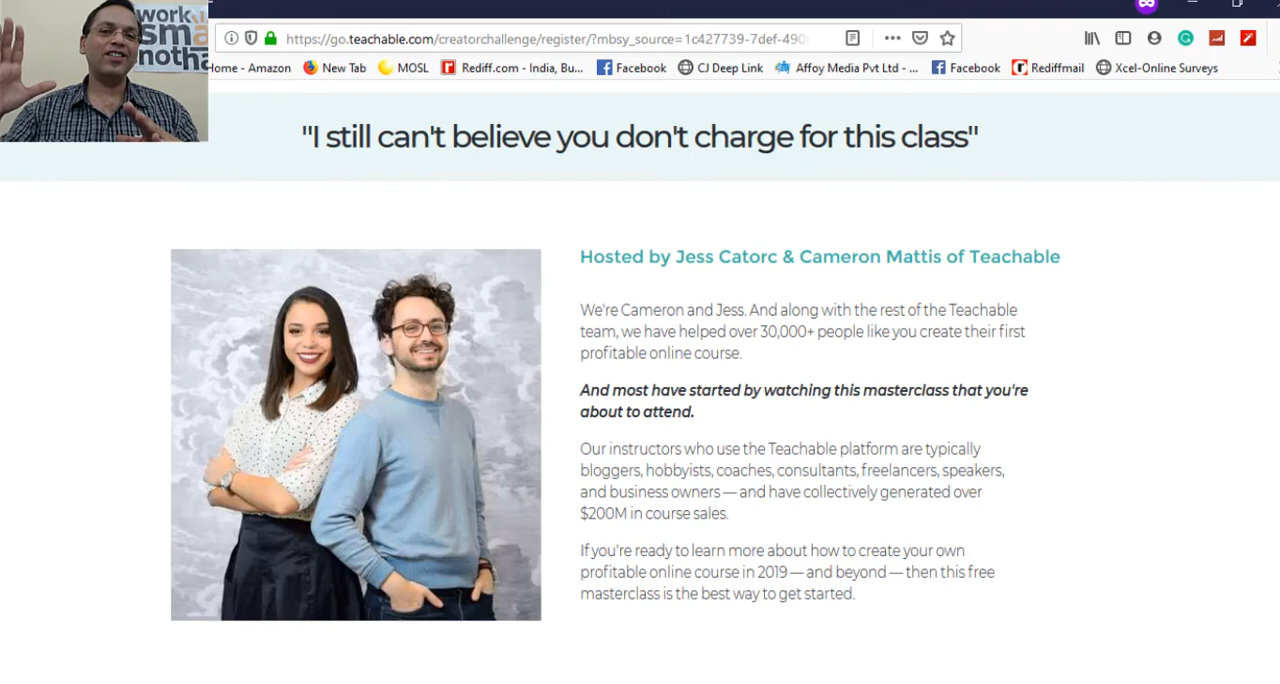 work
sma
notha
https://go.teachable.com/creatorchallenge/register/?mbsy_source=1c427739-7def-490
Home - Amazon New Tab MOSL Rediff.com - India, Bu... Facebook CJ Deep Link Affoy Media Pvt Ltd - ... Facebook Rediffmail Xcel-Online Surveys
"I still can't believe you don't charge for this class"
Hosted by Jess Catorc & Cameron Mattis of Teachable
We're Cameron and Jess. And along with the rest of the Teachable
team, we have helped over 30,000+ people like you create their first
profitable online course.
And most have started by watching this masterclass that you're
about to attend.
Our instructors who use the Teachable platform are typically
bloggers, hobbyists, coaches, consultants, freelancers, speakers,
and business owners — and have collectively generated over
$200M in course sales.
If you're ready to learn more about how to create your own
profitable online course in 2019 — and beyond — then this free
masterclass is the best way to get started.